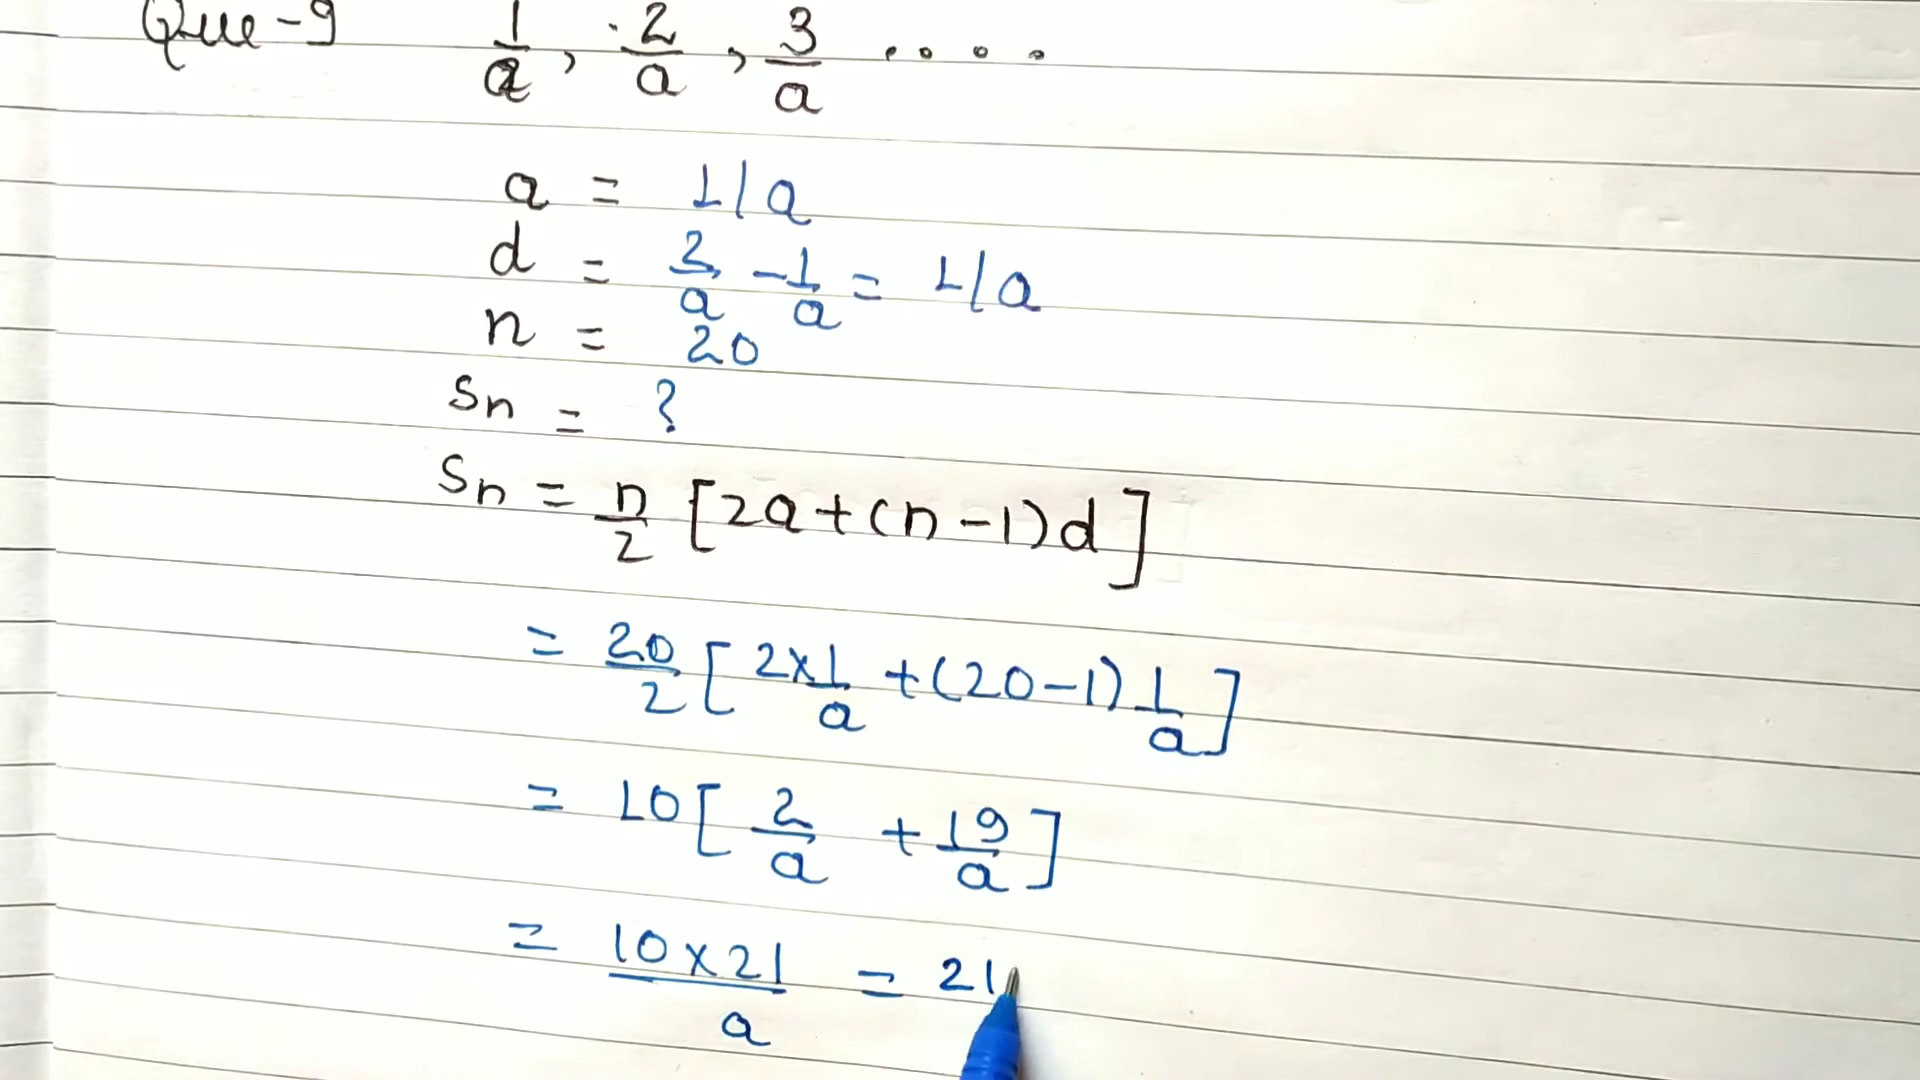 Que-9 1/a, 2/a, 3/a ....
a = 1/a
d = 2/a - 1/a = 1/a
n = 20
Sn = ?
Sn = n/2 [2a+(n-1)d]
= 20/2 [2×1/a +(20-1) 1/a]
= 10[2/a + 19/a]
= 10×21/a = 21